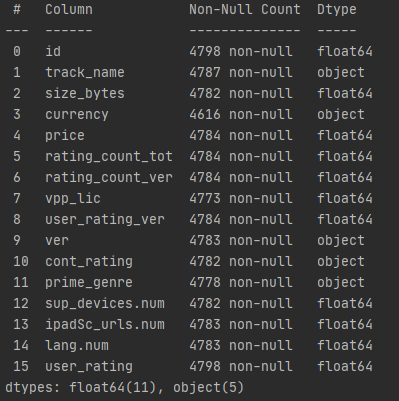 #   Column            Non-Null Count  Dtype
---  ------            --------------  -----
0   id                4798 non-null   float64
1   track_name        4787 non-null   object
2   size_bytes        4782 non-null   float64
3   currency          4616 non-null   object
4   price             4784 non-null   float64
5   rating_count_tot  4784 non-null   float64
6   rating_count_ver  4784 non-null   float64
7   vpp_lic           4773 non-null   float64
8   user_rating_ver   4784 non-null   float64
9   ver               4783 non-null   object
10  cont_rating       4782 non-null   object
11  prime_genre       4778 non-null   object
12  sup_devices.num   4782 non-null   float64
13  ipadSc_urls.num   4783 non-null   float64
14  lang.num          4783 non-null   float64
15  user_rating       4798 non-null   float64
dtypes: float64(11), object(5)